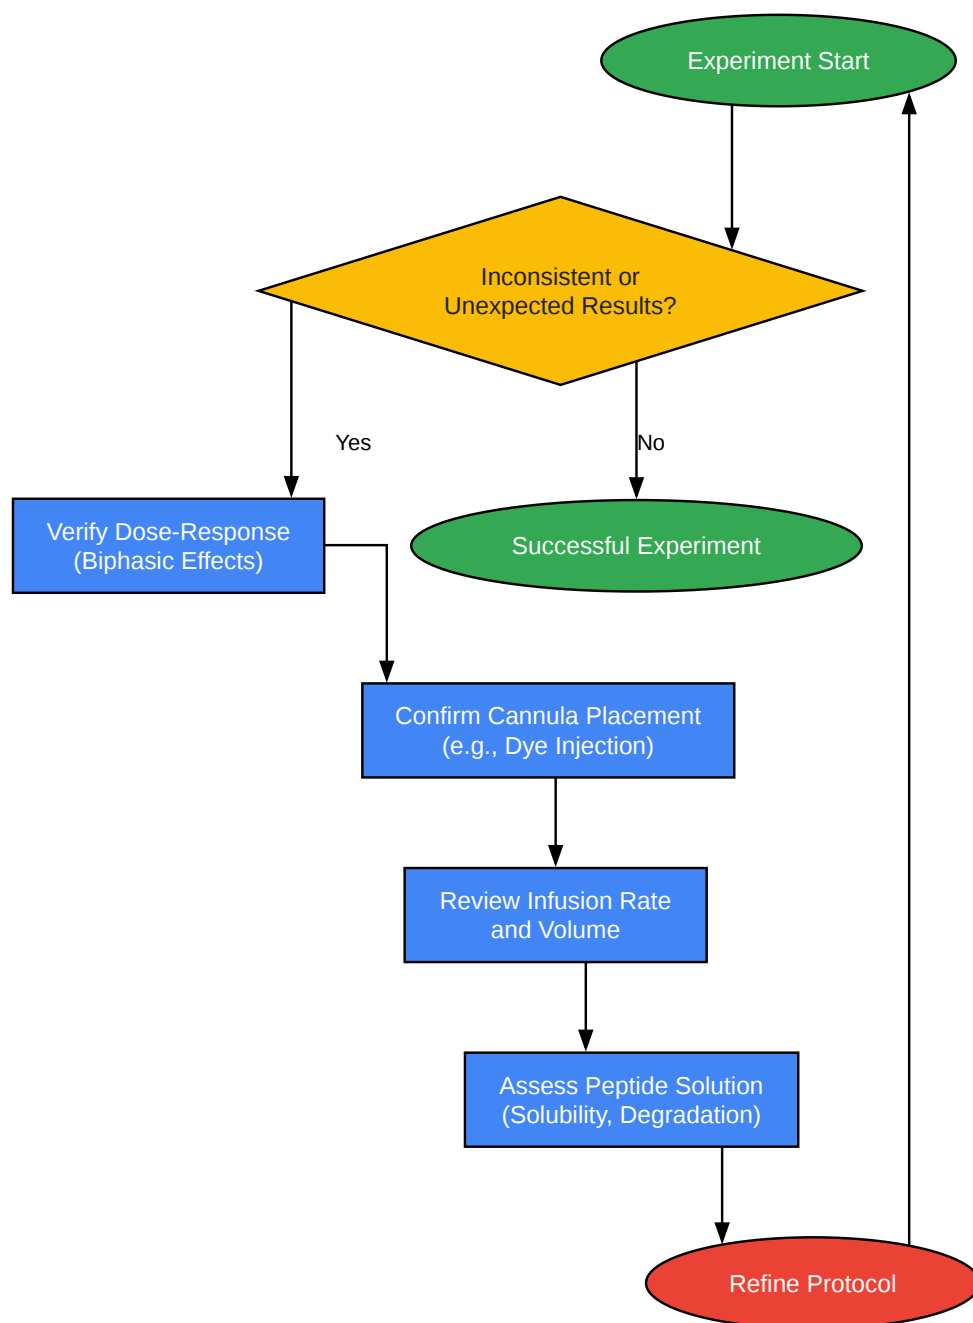 Experiment Start
Inconsistent or
Unexpected Results?
Yes
No
Verify Dose-Response
(Biphasic Effects)
Successful Experiment
Confirm Cannula Placement
(e.g., Dye Injection)
Review Infusion Rate
and Volume
Assess Peptide Solution
(Solubility, Degradation)
Refine Protocol